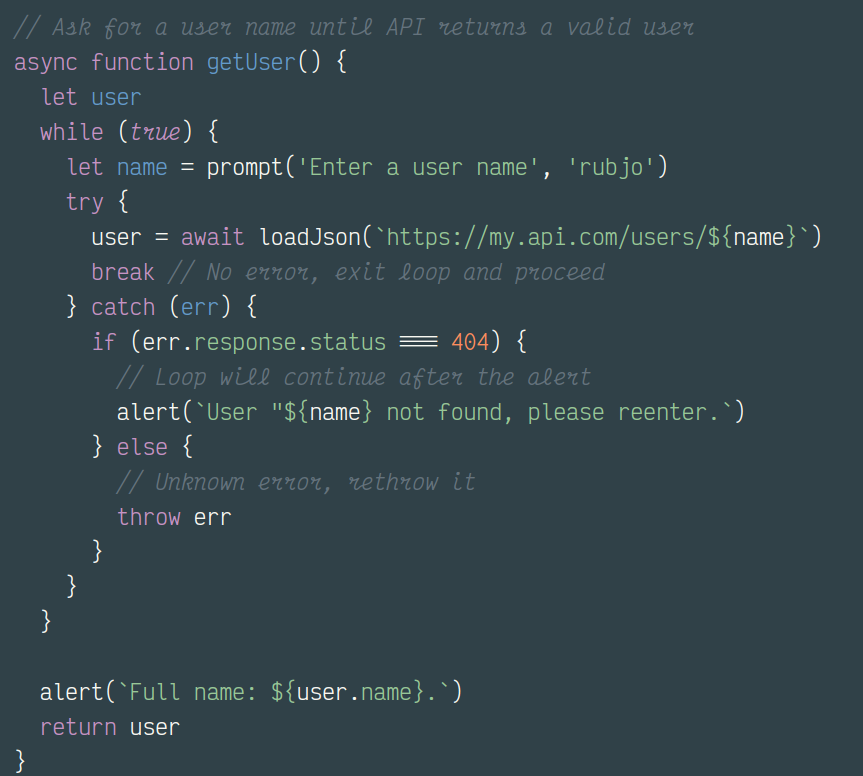 // Ask for a user name until API returns a valid user
async function getUser() {
  let user
  while (true) {
    let name = prompt('Enter a user name', 'rubjo')
    try {
      user = await loadJson(`https://my.api.com/users/${name}`)
      break // No error, exit loop and proceed
    } catch (err) {
      if (err.response.status === 404) {
        // Loop will continue after the alert
        alert(`User "${name} not found, please reenter.`)
      } else {
        // Unknown error, rethrow it
        throw err
      }
    }
  }

  alert(`Full name: ${user.name}.`)
  return user
}